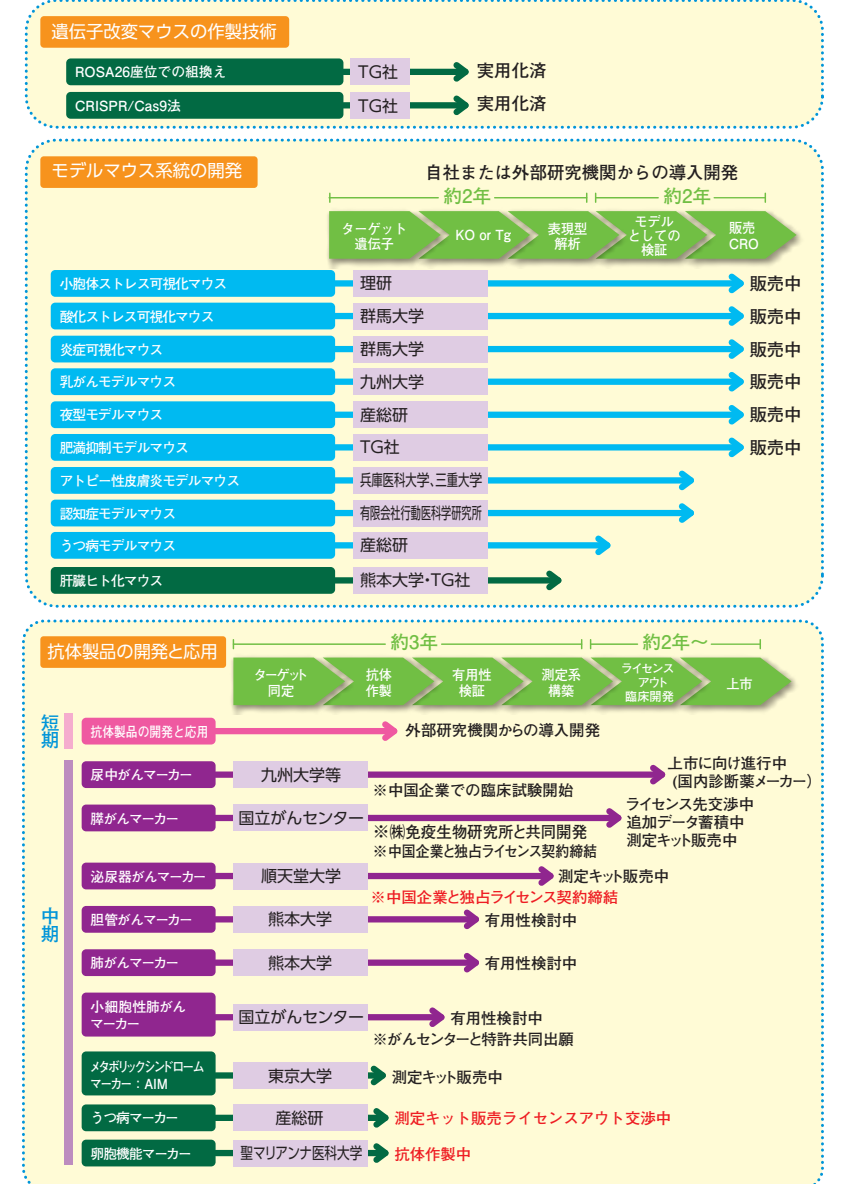 遺伝子改変マウスの作製技術
ROSA26座位での組換え TG社 実用化済
CRISPR/Cas9法 TG社 実用化済
モデルマウス系統の開発
自社または外部研究機関からの導入開発
約2年 約2年
ターゲット
遺伝子
KO or Tg
表現型
解析
モデル
としての
検証
販売
CRO
小胞体ストレス可視化マウス 理研 販売中
酸化ストレス可視化マウス 群馬大学 販売中
炎症可視化マウス 群馬大学 販売中
乳がんモデルマウス 九州大学 販売中
夜型モデルマウス 産総研 販売中
肥満抑制モデルマウス TG社 販売中
アトピー性皮膚炎モデルマウス 兵庫医科大学、三重大学
認知症モデルマウス 有限会社行動医科学研究所
うつ病モデルマウス 産総研
肝臓ヒト化マウス 熊本大学・TG社
抗体製品の開発と応用
約3年 約2年〜
ターゲット
同定
抗体
作製
有用性
検証
測定系
構築
ライセンス
アウト
臨床開発
上市
短期
抗体製品の開発と応用 外部研究機関からの導入開発
中期
尿中がんマーカー 九州大学等
上市に向け進行中
(国内診断薬メーカー)
※中国企業での臨床試験開始
膵がんマーカー 国立がんセンター
ライセンス先交渉中
追加データ蓄積中
測定キット販売中
※㈱免疫生物研究所と共同開発
※中国企業と独占ライセンス契約締結
泌尿器がんマーカー 順天堂大学 測定キット販売中
※中国企業と独占ライセンス契約締結
胆管がんマーカー 熊本大学 有用性検討中
肺がんマーカー 熊本大学 有用性検討中
小細胞性肺がん
マーカー
国立がんセンター 有用性検討中
※がんセンターと特許共同出願
メタボリックシンドローム
マーカー：AIM
東京大学 測定キット販売中
うつ病マーカー 産総研 測定キット販売ライセンスアウト交渉中
卵胞機能マーカー 聖マリアンナ医科大学 抗体作製中